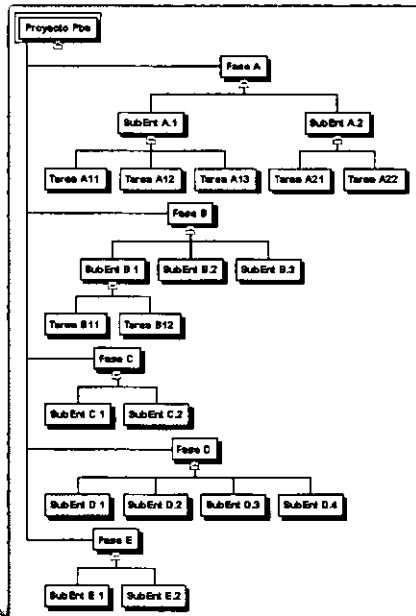 Proyecto Pba
Fase A
SubEnt A.1 SubEnt A.2
Tarea A11 Tarea A12 Tarea A13 Tarea A21 Tarea A22
Fase B
SubEnt B.1 SubEnt B.2 SubEnt B.3
Tarea B11 Tarea B12
Fase C
SubEnt C.1 SubEnt C.2
Fase D
SubEnt D.1 SubEnt D.2 SubEnt D.3 SubEnt D.4
Fase E
SubEnt E.1 SubEnt E.2